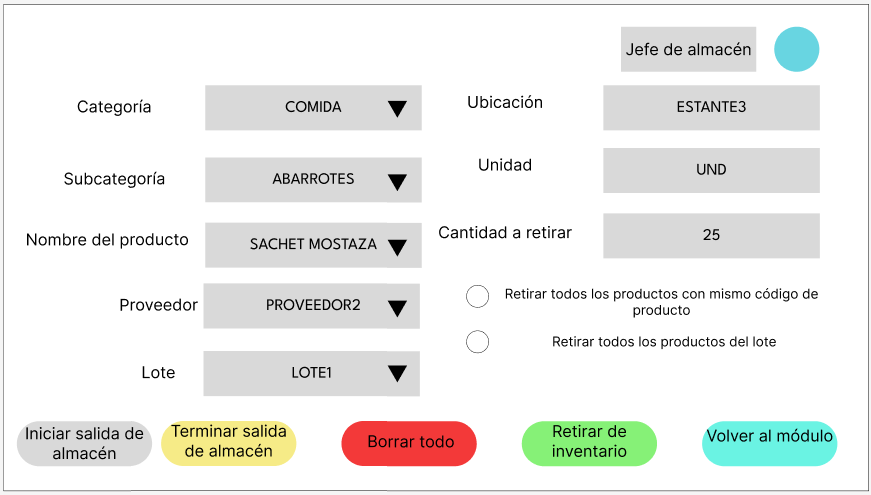 Jefe de almacén
Categoría
COMIDA
Ubicación
ESTANTE3
Subcategoría
ABARROTES
Unidad
UND
Nombre del producto
SACHET MOSTAZA
Cantidad a retirar
25
Proveedor
PROVEEDOR2
Retirar todos los productos con mismo código de
producto
Retirar todos los productos del lote
Lote
LOTE1
Iniciar salida de
almacén
Terminar salida
de almacén
Borrar todo
Retirar de
inventario
Volver al módulo